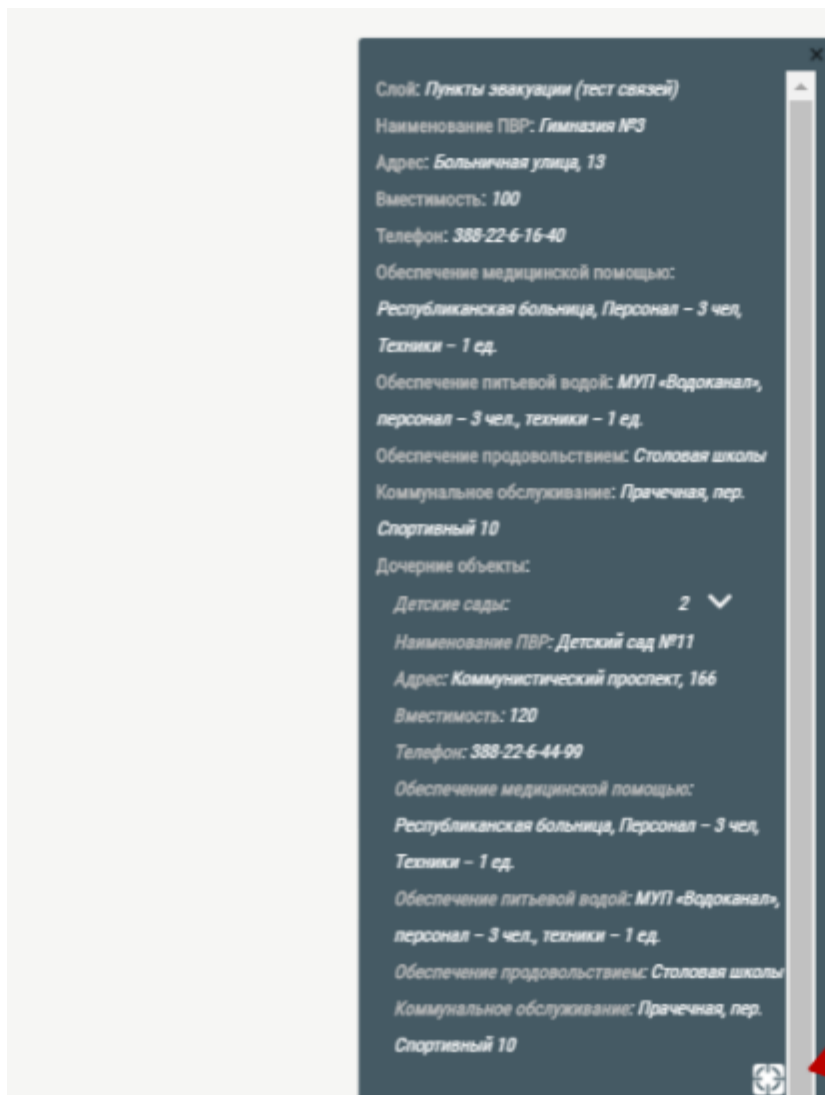 Слой: Пункты эвакуации (тест связей)
Наименование ПВР: Гимназия №3
Адрес: Больничная улица, 13
Вместимость: 100
Телефон: 388-22-6-16-40
Обеспечение медицинской помощью:
Республиканская больница, Персонал – 3 чел,
Техники – 1 ед.
Обеспечение питьевой водой: МУП «Водоканал»,
персонал – 3 чел., техники – 1 ед.
Обеспечение продовольствием: Столовая школы
Коммунальное обслуживание: Прачечная, пер.
Спортивный 10
Дочерние объекты:
Детские сады: 2
Наименование ПВР: Детский сад №11
Адрес: Коммунистический проспект, 166
Вместимость: 120
Телефон: 388-22-6-44-99
Обеспечение медицинской помощью:
Республиканская больница, Персонал – 3 чел,
Техники – 1 ед.
Обеспечение питьевой водой: МУП «Водоканал»,
персонал – 3 чел., техники – 1 ед.
Обеспечение продовольствием: Столовая школы
Коммунальное обслуживание: Прачечная, пер.
Спортивный 10